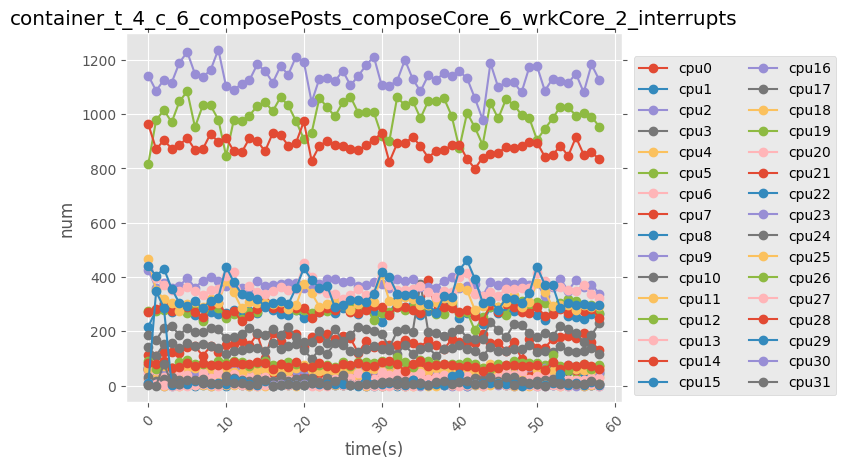 container_t_4_c_6_composePosts_composeCore_6_wrkCore_2_interrupts
1200
1000
800
600
400
200
0
num
0
10
20
30
40
50
60
time(s)
cpu0
cpu1
cpu2
cpu3
cpu4
cpu5
cpu6
cpu7
cpu8
cpu9
cpu10
cpu11
cpu12
cpu13
cpu14
cpu15
cpu16
cpu17
cpu18
cpu19
cpu20
cpu21
cpu22
cpu23
cpu24
cpu25
cpu26
cpu27
cpu28
cpu29
cpu30
cpu31